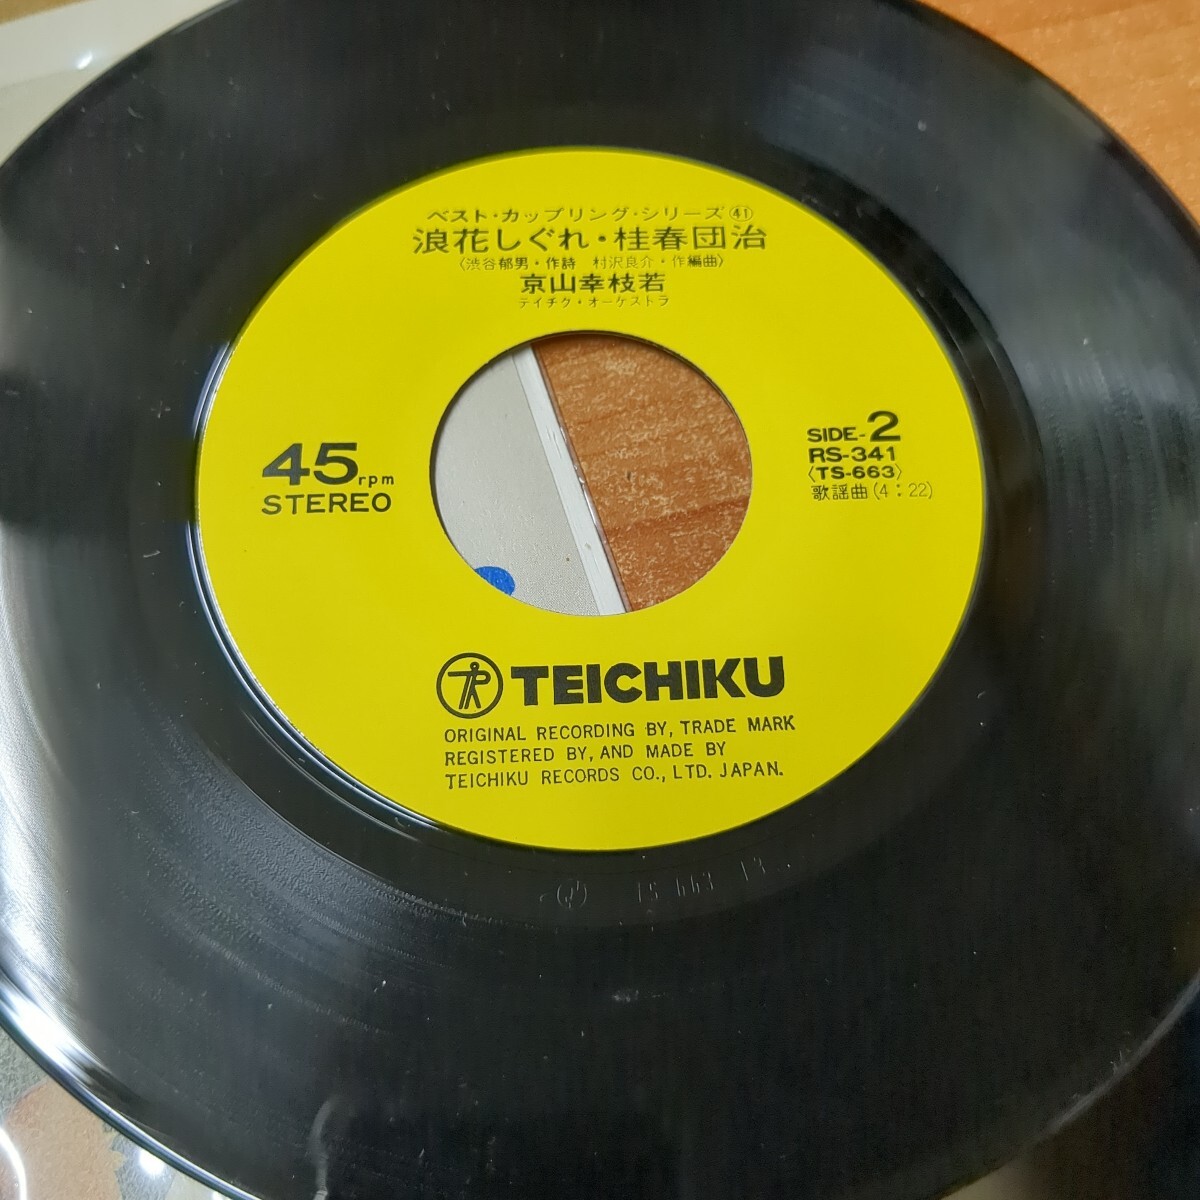 ベスト・カップリング・シリーズ㊶
浪花しぐれ・桂春団治
〈渋谷郁男・作詩　村沢良介・作編曲〉
京山幸枝若
テイチク・オーケストラ
45rpm
STEREO
SIDE-2
RS-341
〈TS-663〉
歌謡曲(4：22)
TEICHIKU
ORIGINAL RECORDING BY, TRADE MARK
REGISTERED BY, AND MADE BY
TEICHIKU RECORDS CO., LTD. JAPAN.
TS 663